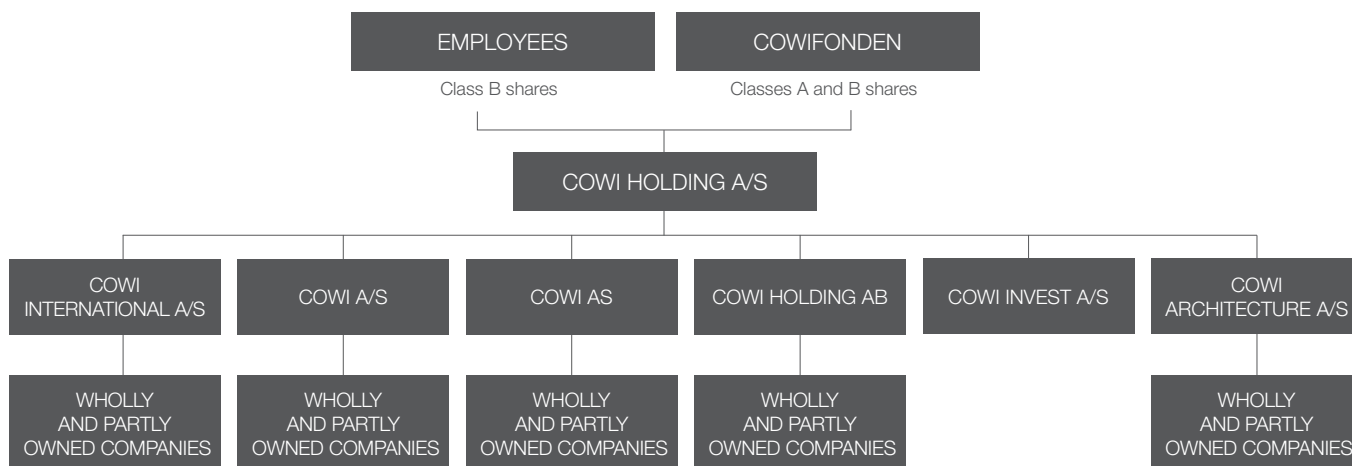 EMPLOYEES
COWIFONDEN
Class B shares
Classes A and B shares
COWI HOLDING A/S
COWI
INTERNATIONAL A/S
COWI A/S
COWI AS
COWI HOLDING AB
COWI INVEST A/S
COWI
ARCHITECTURE A/S
WHOLLY
AND PARTLY
OWNED COMPANIES
WHOLLY
AND PARTLY
OWNED COMPANIES
WHOLLY
AND PARTLY
OWNED COMPANIES
WHOLLY
AND PARTLY
OWNED COMPANIES
WHOLLY
AND PARTLY
OWNED COMPANIES